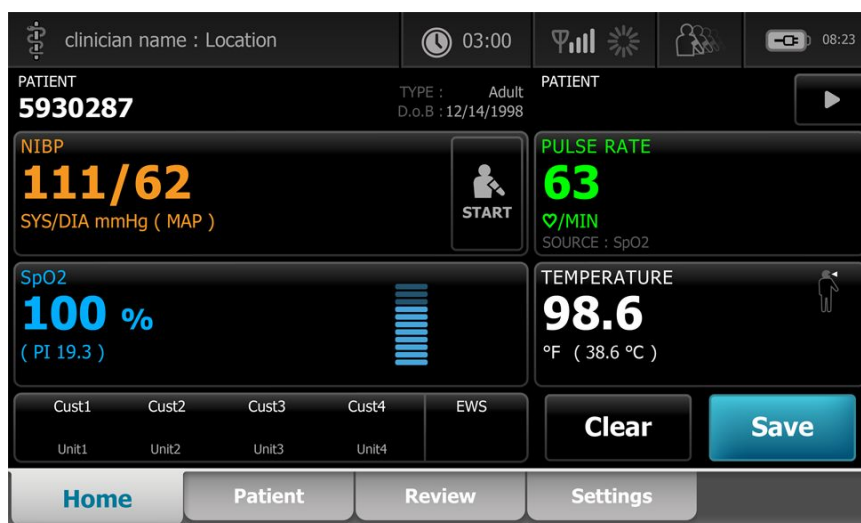 clinician name : Location
03:00
08:23
PATIENT
5930287
TYPE : Adult
D.o.B : 12/14/1998
PATIENT
NIBP
111/62
SYS/DIA mmHg ( MAP )
START
PULSE RATE
63
♡/MIN
SOURCE : SpO2
SpO2
100 %
( PI 19.3 )
TEMPERATURE
98.6
°F ( 38.6 °C )
Cust1 Cust2 Cust3 Cust4 EWS
Unit1 Unit2 Unit3 Unit4
Clear
Save
Home Patient Review Settings